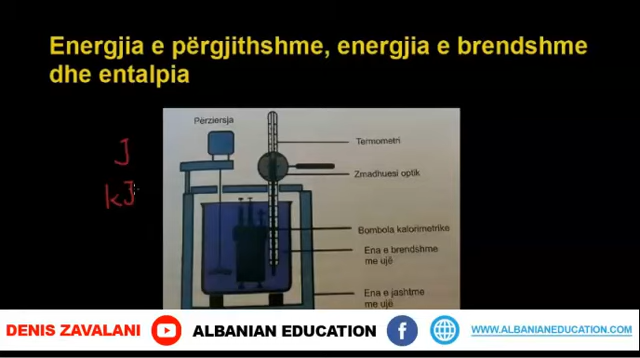 Energjia e përgjithshme, energjia e brendshme
dhe entalpia
Përziersja
Termometri
J
Zmadhuesi optik
kJ
Bombola kalorimetrike
Ena e brendshme
me ujë
Ena e jashtme
me ujë
DENIS ZAVALANI
ALBANIAN EDUCATION
WWW.ALBANIANEDUCATION.COM